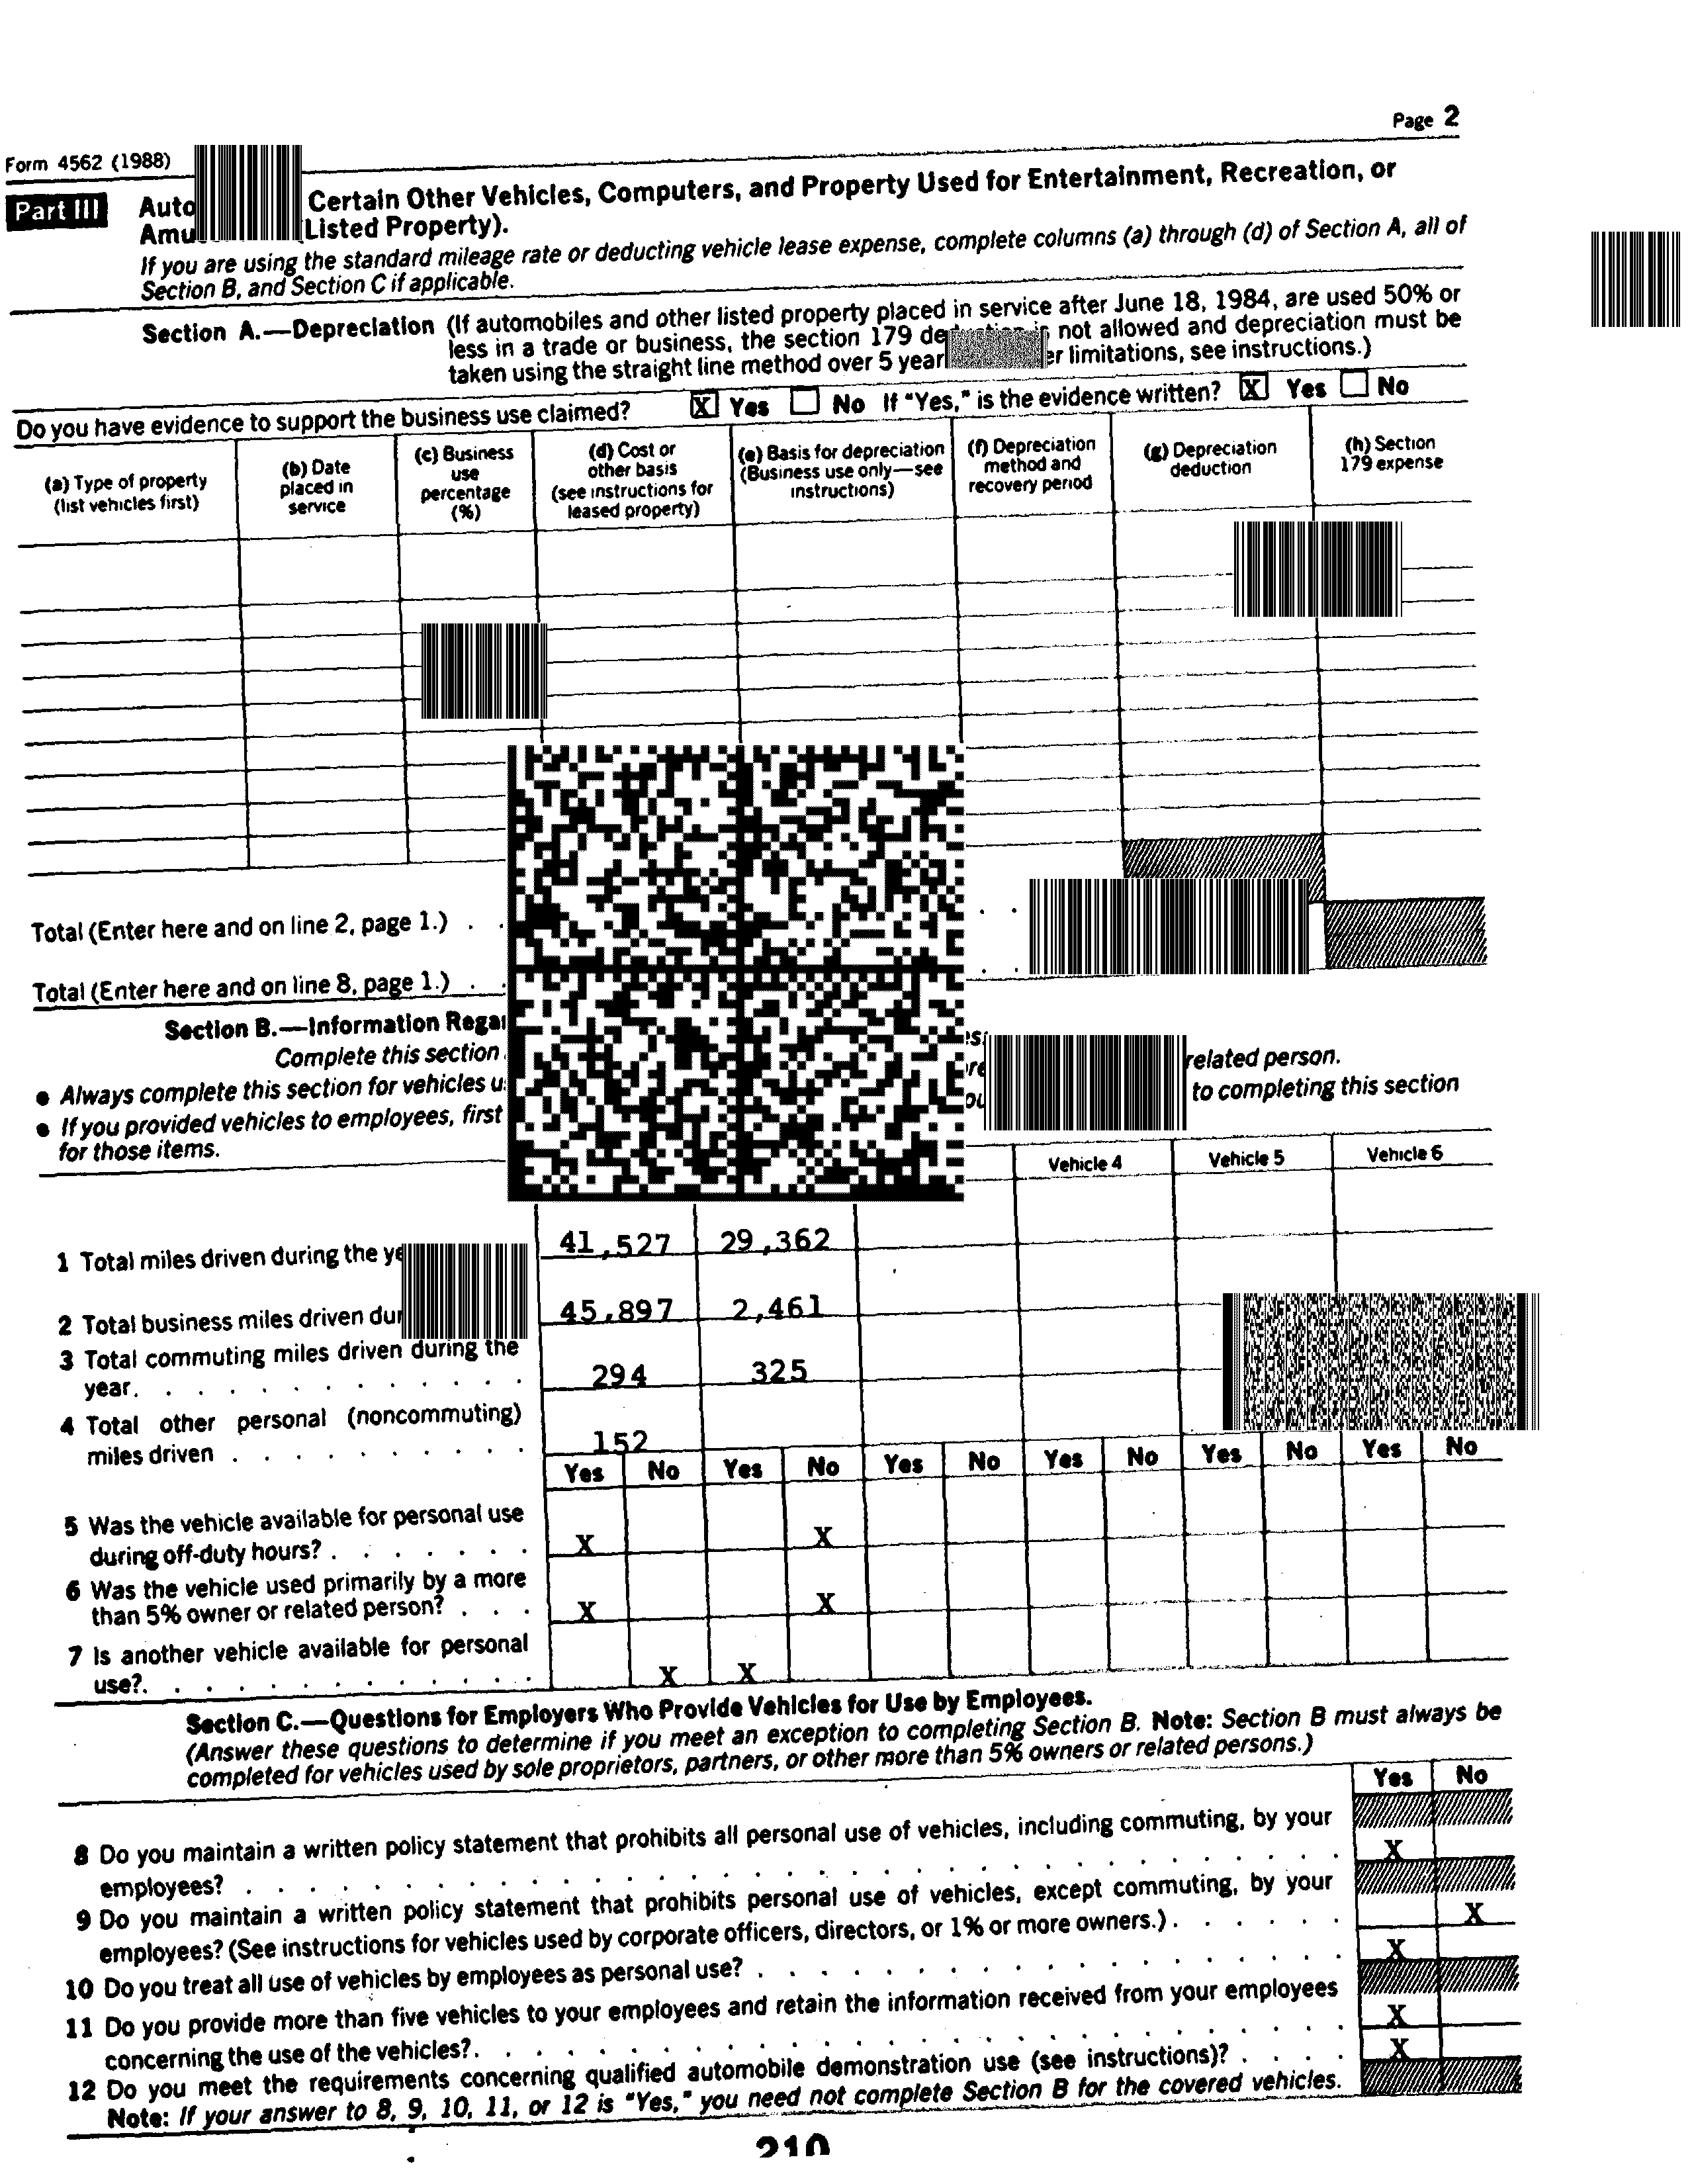 Page 2
Form 4562 (1988)
Part III
Auto Certain Other Vehicles, Computers, and Property Used for Entertainment, Recreation, or
Amu (Listed Property).
If you are using the standard mileage rate or deducting vehicle lease expense, complete columns (a) through (d) of Section A, all of
Section B, and Section C if applicable.
Section A.—Depreciation (If automobiles and other listed property placed in service after June 18, 1984, are used 50% or
less in a trade or business, the section 179 not allowed and depreciation must be
taken using the straight line method over 5 year limitations, see instructions.)
Do you have evidence to support the business use claimed? X Yes No If "Yes," is the evidence written? X Yes No
(a) Type of property
(list vehicles first)
(b) Date
placed in
service
(c) Business
use
percentage
(%)
(d) Cost or
other basis
(see instructions for
leased property)
(e) Basis for depreciation
(Business use only—see
instructions)
(f) Depreciation
method and
recovery period
(g) Depreciation
deduction
(h) Section
179 expense
Total (Enter here and on line 2, page 1.) . .
Total (Enter here and on line 8, page 1.) . .
Section B.—Information
Complete this section related person.
• Always complete this section for vehicles
• If you provided vehicles to employees, first to completing this section
for those items.
Vehicle 4 Vehicle 5 Vehicle 6
1 Total miles driven during the 41,527 29,362
2 Total business miles driven 45,897 2,461
3 Total commuting miles driven during the
year. . . . . . . . . . . . . 294 325
4 Total other personal (noncommuting)
miles driven . . . . . . . . . . 152
Yes No Yes No Yes No Yes No Yes No Yes No
5 Was the vehicle available for personal use
during off-duty hours? . . . . . . . X X
6 Was the vehicle used primarily by a more
than 5% owner or related person? . . . X X
7 Is another vehicle available for personal
use?. . . . . . . . . . . . . X X
Section C.—Questions for Employers Who Provide Vehicles for Use by Employees.
(Answer these questions to determine if you meet an exception to completing Section B. Note: Section B must always be
completed for vehicles used by sole proprietors, partners, or other more than 5% owners or related persons.)
Yes No
8 Do you maintain a written policy statement that prohibits all personal use of vehicles, including commuting, by your
employees? . . . . . . . . . . . . X
9 Do you maintain a written policy statement that prohibits personal use of vehicles, except commuting, by your
employees? (See instructions for vehicles used by corporate officers, directors, or 1% or more owners.) . . . . . . X
10 Do you treat all use of vehicles by employees as personal use? . . . . . . . . . . . . X
11 Do you provide more than five vehicles to your employees and retain the information received from your employees
concerning the use of the vehicles?. . . . . . . . . . . . X
12 Do you meet the requirements concerning qualified automobile demonstration use (see instructions)? . . . . X
Note: If your answer to 8, 9, 10, 11, or 12 is "Yes," you need not complete Section B for the covered vehicles.
210